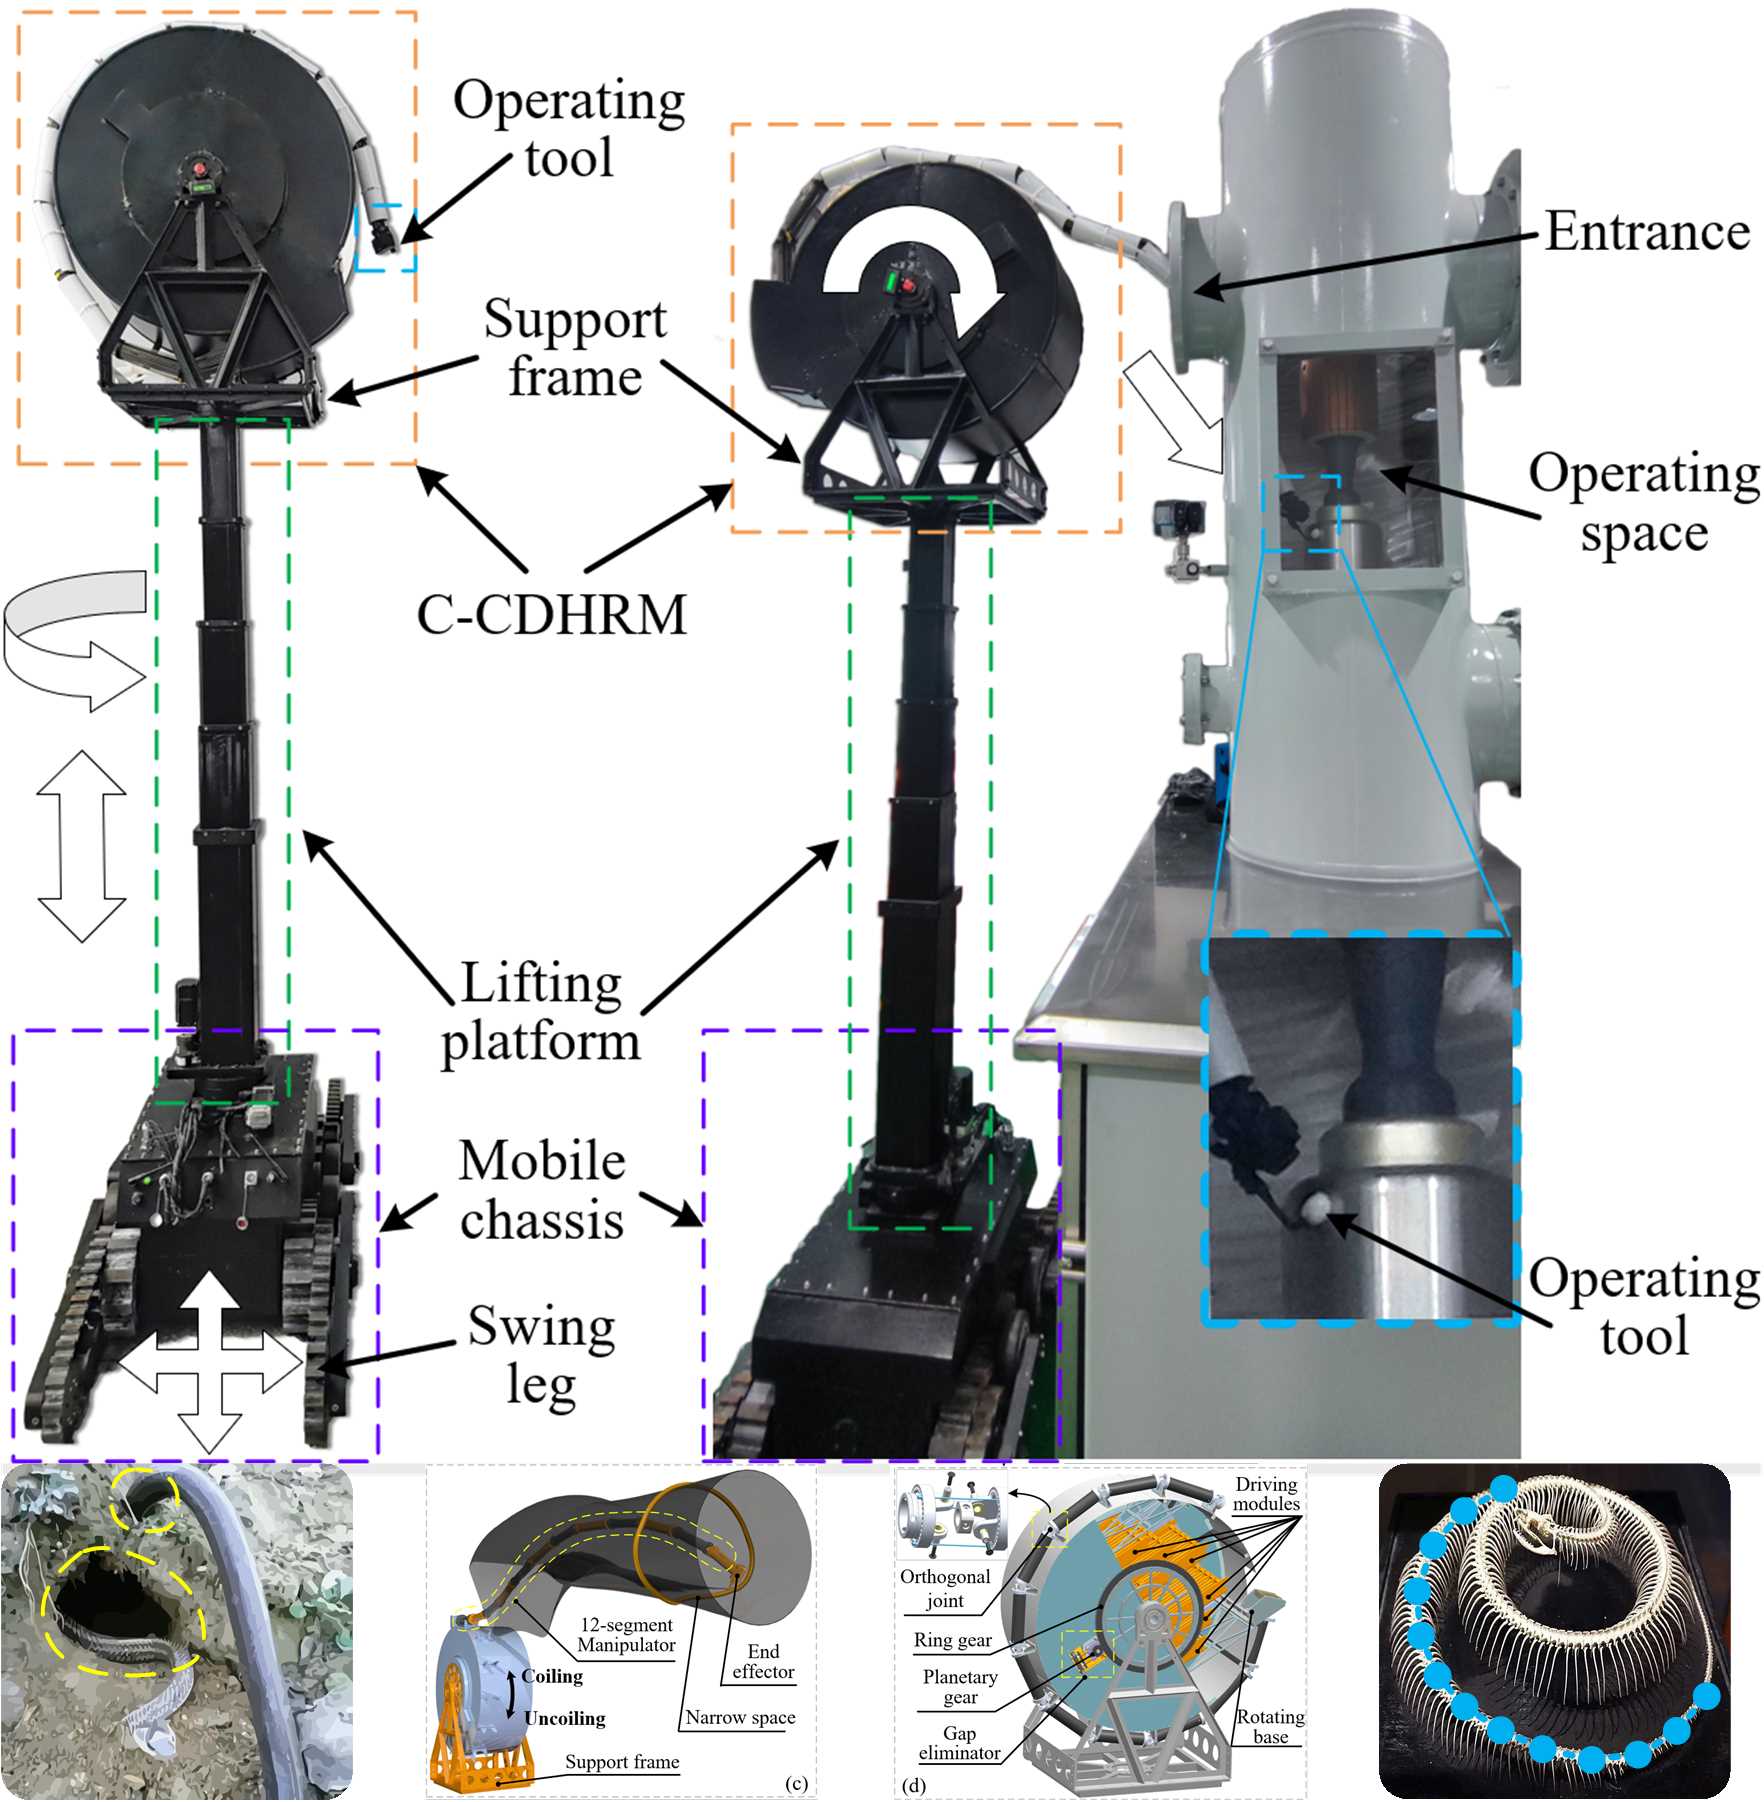 Operating
tool
Entrance
Support
frame
Operating
space
C-CDHRM
Lifting
platform
Mobile
chassis
Swing
leg
Operating
tool
12-segment
Manipulator
End
effector
Coiling
Uncoiling
Narrow space
Support frame
(c)
Driving
modules
Orthogonal
joint
Ring gear
Planetary
gear
Gap
eliminator
Rotating
base
(d)